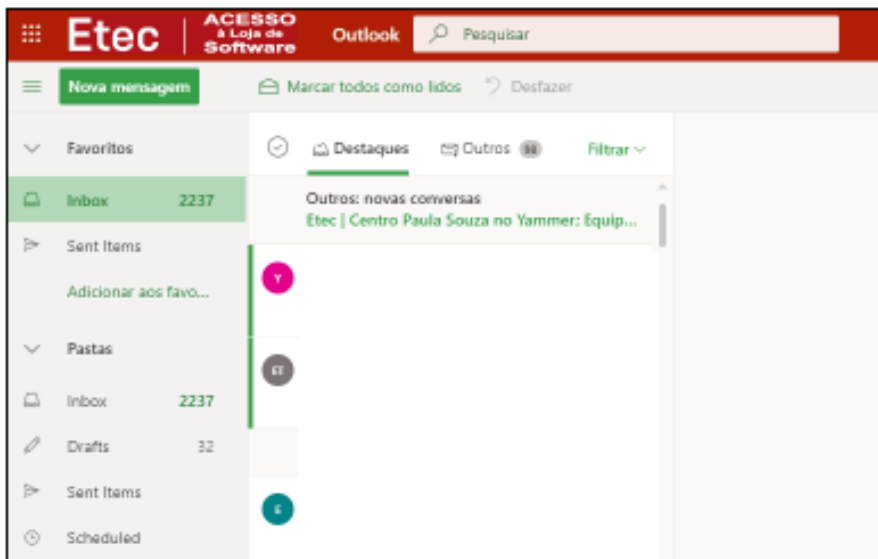 Etec
ACESSO
à Loja de
Software
Outlook
Pesquisar
Nova mensagem
Marcar todos como lidos
Desfazer
Favoritos
Destaques
Outros
Filtrar
Inbox 2237
Outros: novas conversas
Etec | Centro Paula Souza no Yammer: Equip...
Sent Items
Y
Adicionar aos favo...
Pastas
ET
Inbox 2237
Drafts 32
Sent Items
E
Scheduled